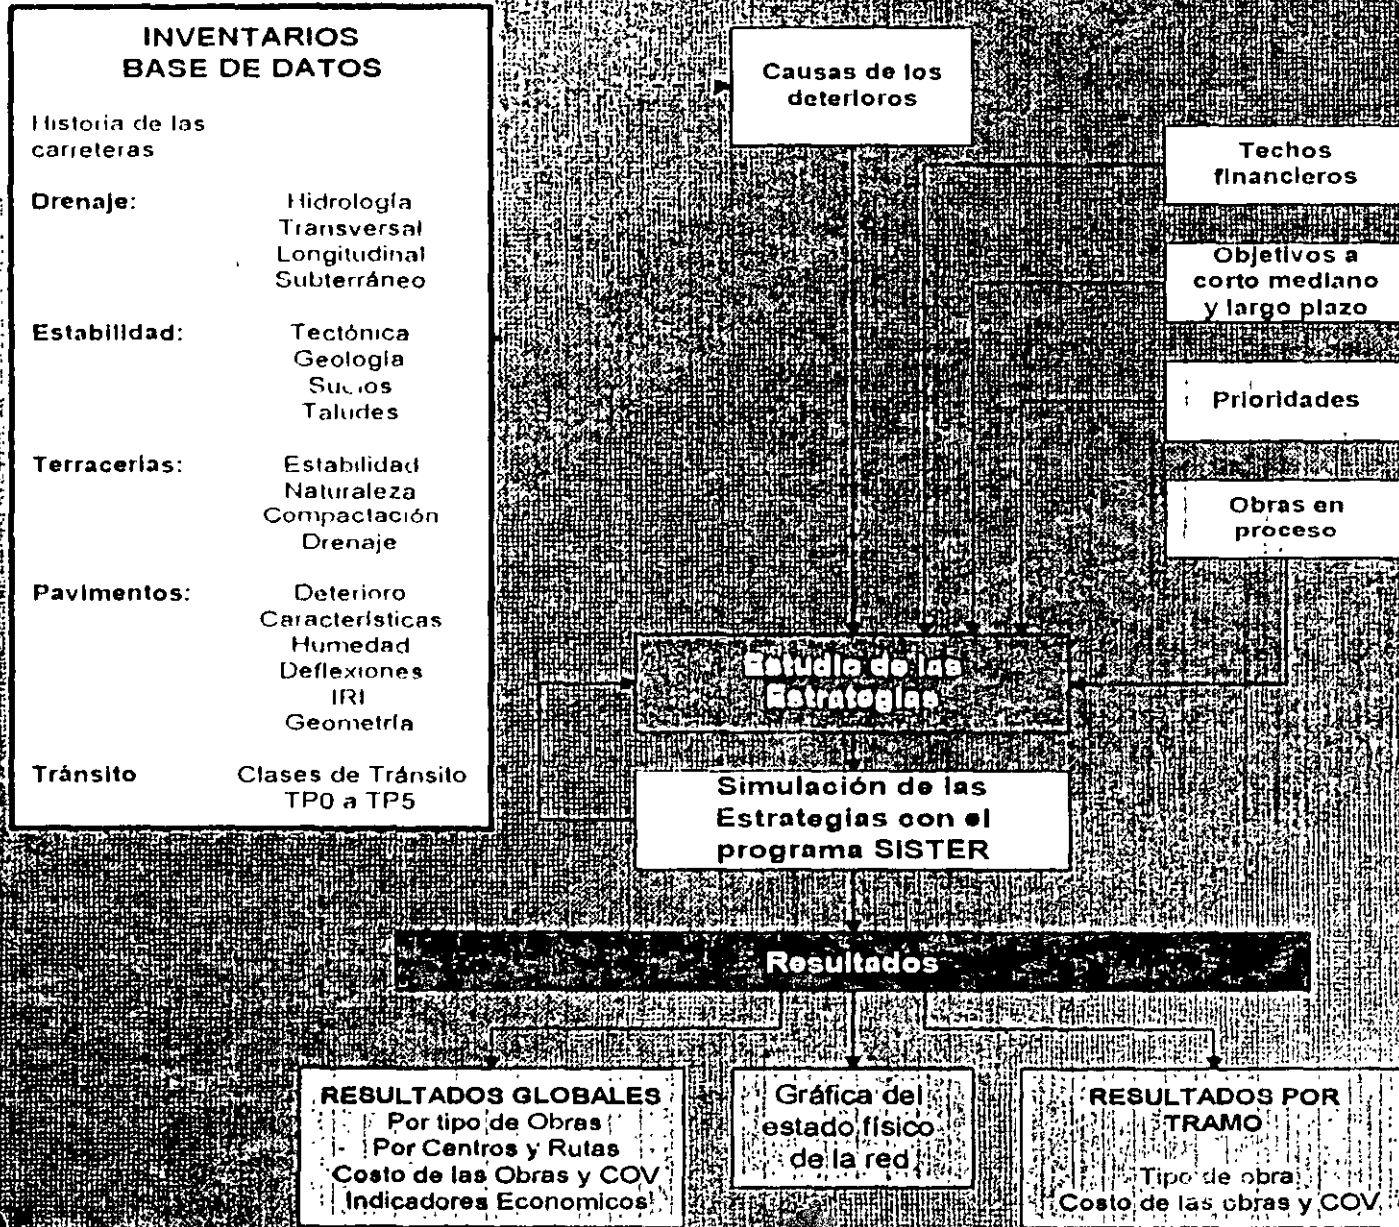 INVENTARIOS
BASE DE DATOS
Historia de las
carreteras
Drenaje: Hidrología
Transversal
Longitudinal
Subterráneo
Estabilidad: Tectónica
Geología
Taludes
Terracerías: Estabilidad
Naturaleza
Compactación
Drenaje
Pavimentos: Deterioro
Características
Humedad
Deflexiones
IRI
Geometría
Tránsito Clases de Tránsito
TP0 a TP5
Causas de los
deterioros
Techos
financieros
Objetivos a
corto mediano
y largo plazo
Prioridades
Obras en
proceso
Estudio de las
Estrategias
Simulación de las
Estrategias con el
programa SISTER
Resultados
RESULTADOS GLOBALES
Por tipo de Obras
- Por Centros y Rutas
Costo de las Obras y COV
Indicadores Economicos
Gráfica del
estado físico
de la red
RESULTADOS POR
TRAMO
Tipo de obra
Costo de las obras y COV